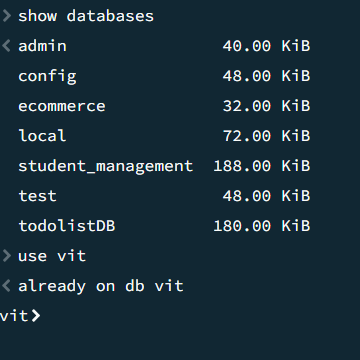 > show databases
< admin 40.00 KiB
config 48.00 KiB
ecommerce 32.00 KiB
local 72.00 KiB
student_management 188.00 KiB
test 48.00 KiB
todolistDB 180.00 KiB
> use vit
< already on db vit
vit>